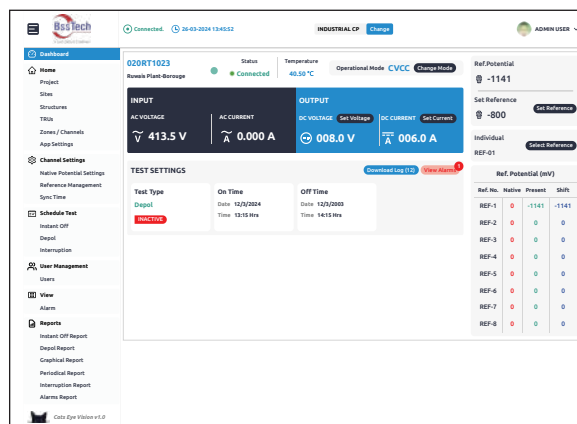 BssTech
Connected. 26-03-2024 13:45:52 INDUSTRIAL CP Change ADMIN USER
Dashboard
Home
Project
Sites
Structures
TRUs
Zones / Channels
App Settings
Channel Settings
Native Potential Settings
Reference Management
Sync Time
Schedule Test
Instant Off
Depol
Interruption
User Management
Users
View
Alarm
Reports
Instant Off Report
Depol Report
Graphical Report
Periodical Report
Interruption Report
Alarms Report
Cats Eye Vision v1.0
020RT1023
Ruweis Plant-Borouge
Status
Connected
Temperature
40.50 °C
Operational Mode CVCC Change Mode
INPUT
AC VOLTAGE AC CURRENT
V 413.5 V A 0.000 A
OUTPUT
DC VOLTAGE Set Voltage DC CURRENT Set Current
008.0 V A 006.0 A
TEST SETTINGS Download Log (12) View Alarms 1
Test Type
Depol
INACTIVE
On Time
Date 12/3/2024
Time 13:15 Hrs
Off Time
Date 12/3/2003
Time 14:15 Hrs
Ref.Potential
-1141
Set Reference
-800 Set Reference
Individual
REF-01 Select Reference
Ref. Potential (mV)
Ref. No. Native Present Shift
REF-1 0 -1141 -1141
REF-2 0 0 0
REF-3 0 0 0
REF-4 0 0 0
REF-5 0 0 0
REF-6 0 0 0
REF-7 0 0 0
REF-8 0 0 0